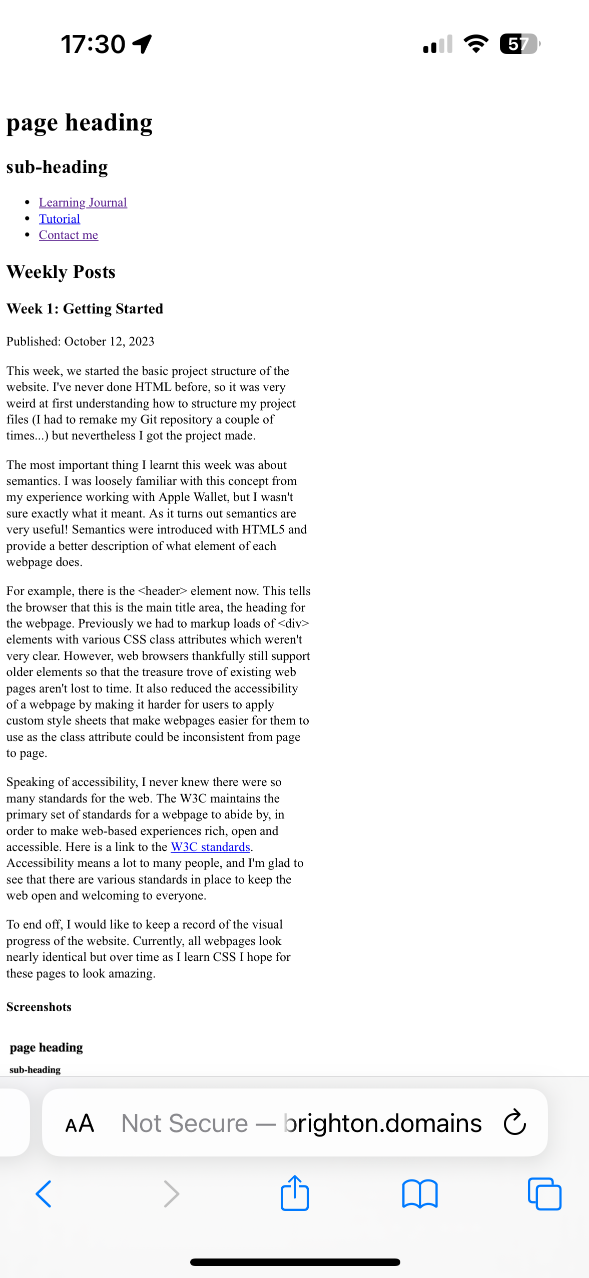 17:30
57
page heading
sub-heading
Learning Journal
Tutorial
Contact me
Weekly Posts
Week 1: Getting Started
Published: October 12, 2023
This week, we started the basic project structure of the
website. I've never done HTML before, so it was very
weird at first understanding how to structure my project
files (I had to remake my Git repository a couple of
times...) but nevertheless I got the project made.
The most important thing I learnt this week was about
semantics. I was loosely familiar with this concept from
my experience working with Apple Wallet, but I wasn't
sure exactly what it meant. As it turns out semantics are
very useful! Semantics were introduced with HTML5 and
provide a better description of what element of each
webpage does.
For example, there is the <header> element now. This tells
the browser that this is the main title area, the heading for
the webpage. Previously we had to markup loads of <div>
elements with various CSS class attributes which weren't
very clear. However, web browsers thankfully still support
older elements so that the treasure trove of existing web
pages aren't lost to time. It also reduced the accessibility
of a webpage by making it harder for users to apply
custom style sheets that make webpages easier for them to
use as the class attribute could be inconsistent from page
to page.
Speaking of accessibility, I never knew there were so
many standards for the web. The W3C maintains the
primary set of standards for a webpage to abide by, in
order to make web-based experiences rich, open and
accessible. Here is a link to the W3C standards.
Accessibility means a lot to many people, and I'm glad to
see that there are various standards in place to keep the
web open and welcoming to everyone.
To end off, I would like to keep a record of the visual
progress of the website. Currently, all webpages look
nearly identical but over time as I learn CSS I hope for
these pages to look amazing.
Screenshots
page heading
sub-heading
AA Not Secure — brighton.domains